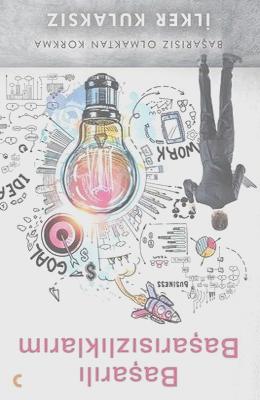 Başarılı
Başarısızlıklarım
BUSINESS
GOAL
$
IDEA
WORK
BAŞARISIZ OLMAKTAN KORKMA
İLKER KULAKSIZ